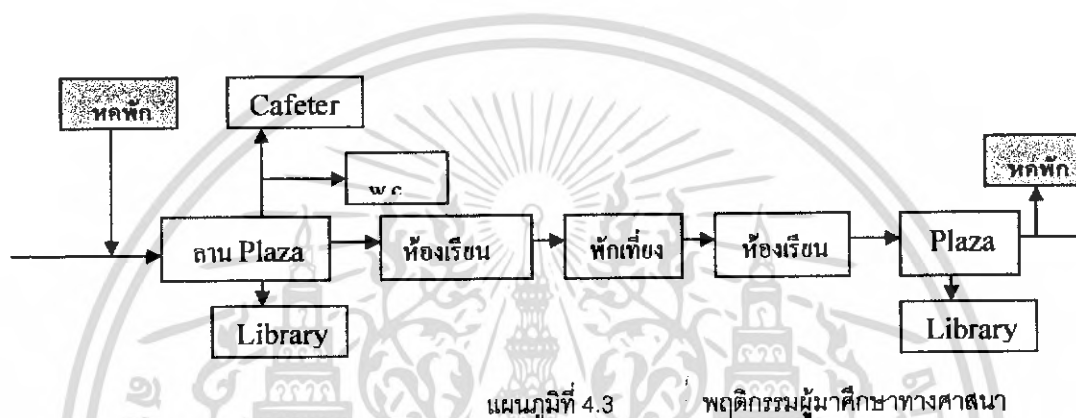 หคพัก
Cafeter
w.c
หคพัก
ลาน Plaza
ห้องเรียน
พักเที่ยง
ห้องเรียน
Plaza
Library
Library
แผนภูมิที่ 4.3 พฤติกรรมผู้มาศึกษาทางศาสนา